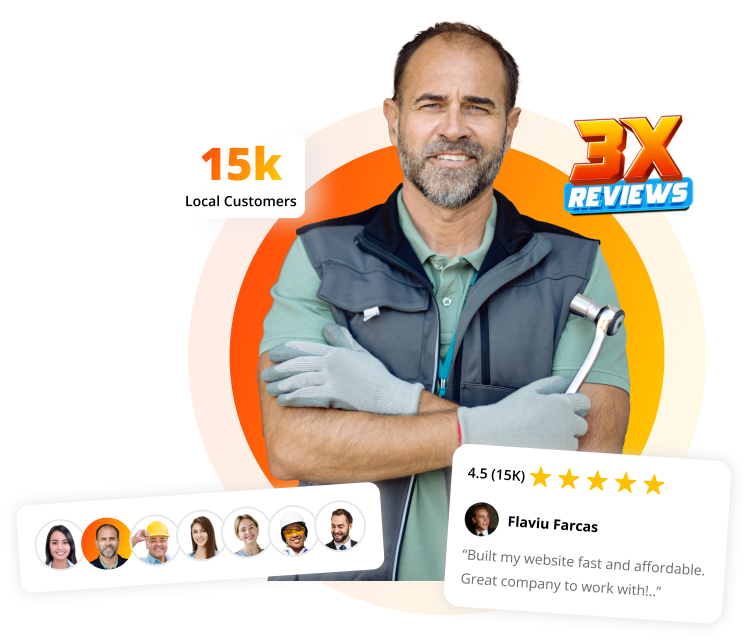 15k
Local Customers
3X
REVIEWS
4.5 (15K)
Flaviu Farcas
“Built my website fast and affordable.
Great company to work with!..”